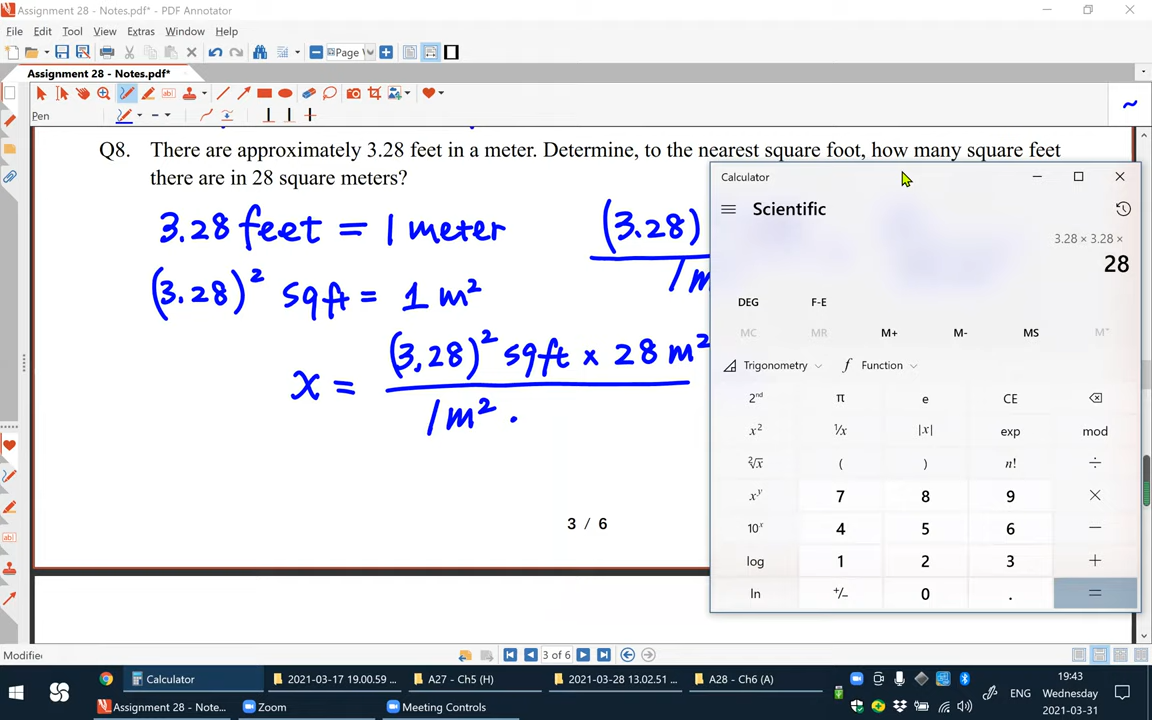 Assignment 28 - Notes.pdf* - PDF Annotator
File Edit Tool View Extras Window Help
Page V
Assignment 28 - Notes.pdf*
Pen
Q8. There are approximately 3.28 feet in a meter. Determine, to the nearest square foot, how many square feet
there are in 28 square meters?
3.28 feet = 1 meter
(3.28)
(3.28)² sqft = 1 m²
1m
x = (3.28)² sqft × 28 m²
1m² .
3 / 6
Calculator
Scientific
3.28 × 3.28 ×
28
DEG F-E
MC MR M+ M- MS M˅
Trigonometry f Function
2ⁿᵈ π e CE
x² ¹/x |x| exp mod
²√x ( ) n! ÷
xʸ 7 8 9 ×
10ˣ 4 5 6 −
log 1 2 3 +
ln +/− 0 . =
Modifie
3 of 6
Calculator 2021-03-17 19.00.59 ... A27 - Ch5 (H) 2021-03-28 13.02.51 ... A28 - Ch6 (A)
Assignment 28 - Note... Zoom Meeting Controls
ENG
19:43
Wednesday
2021-03-31